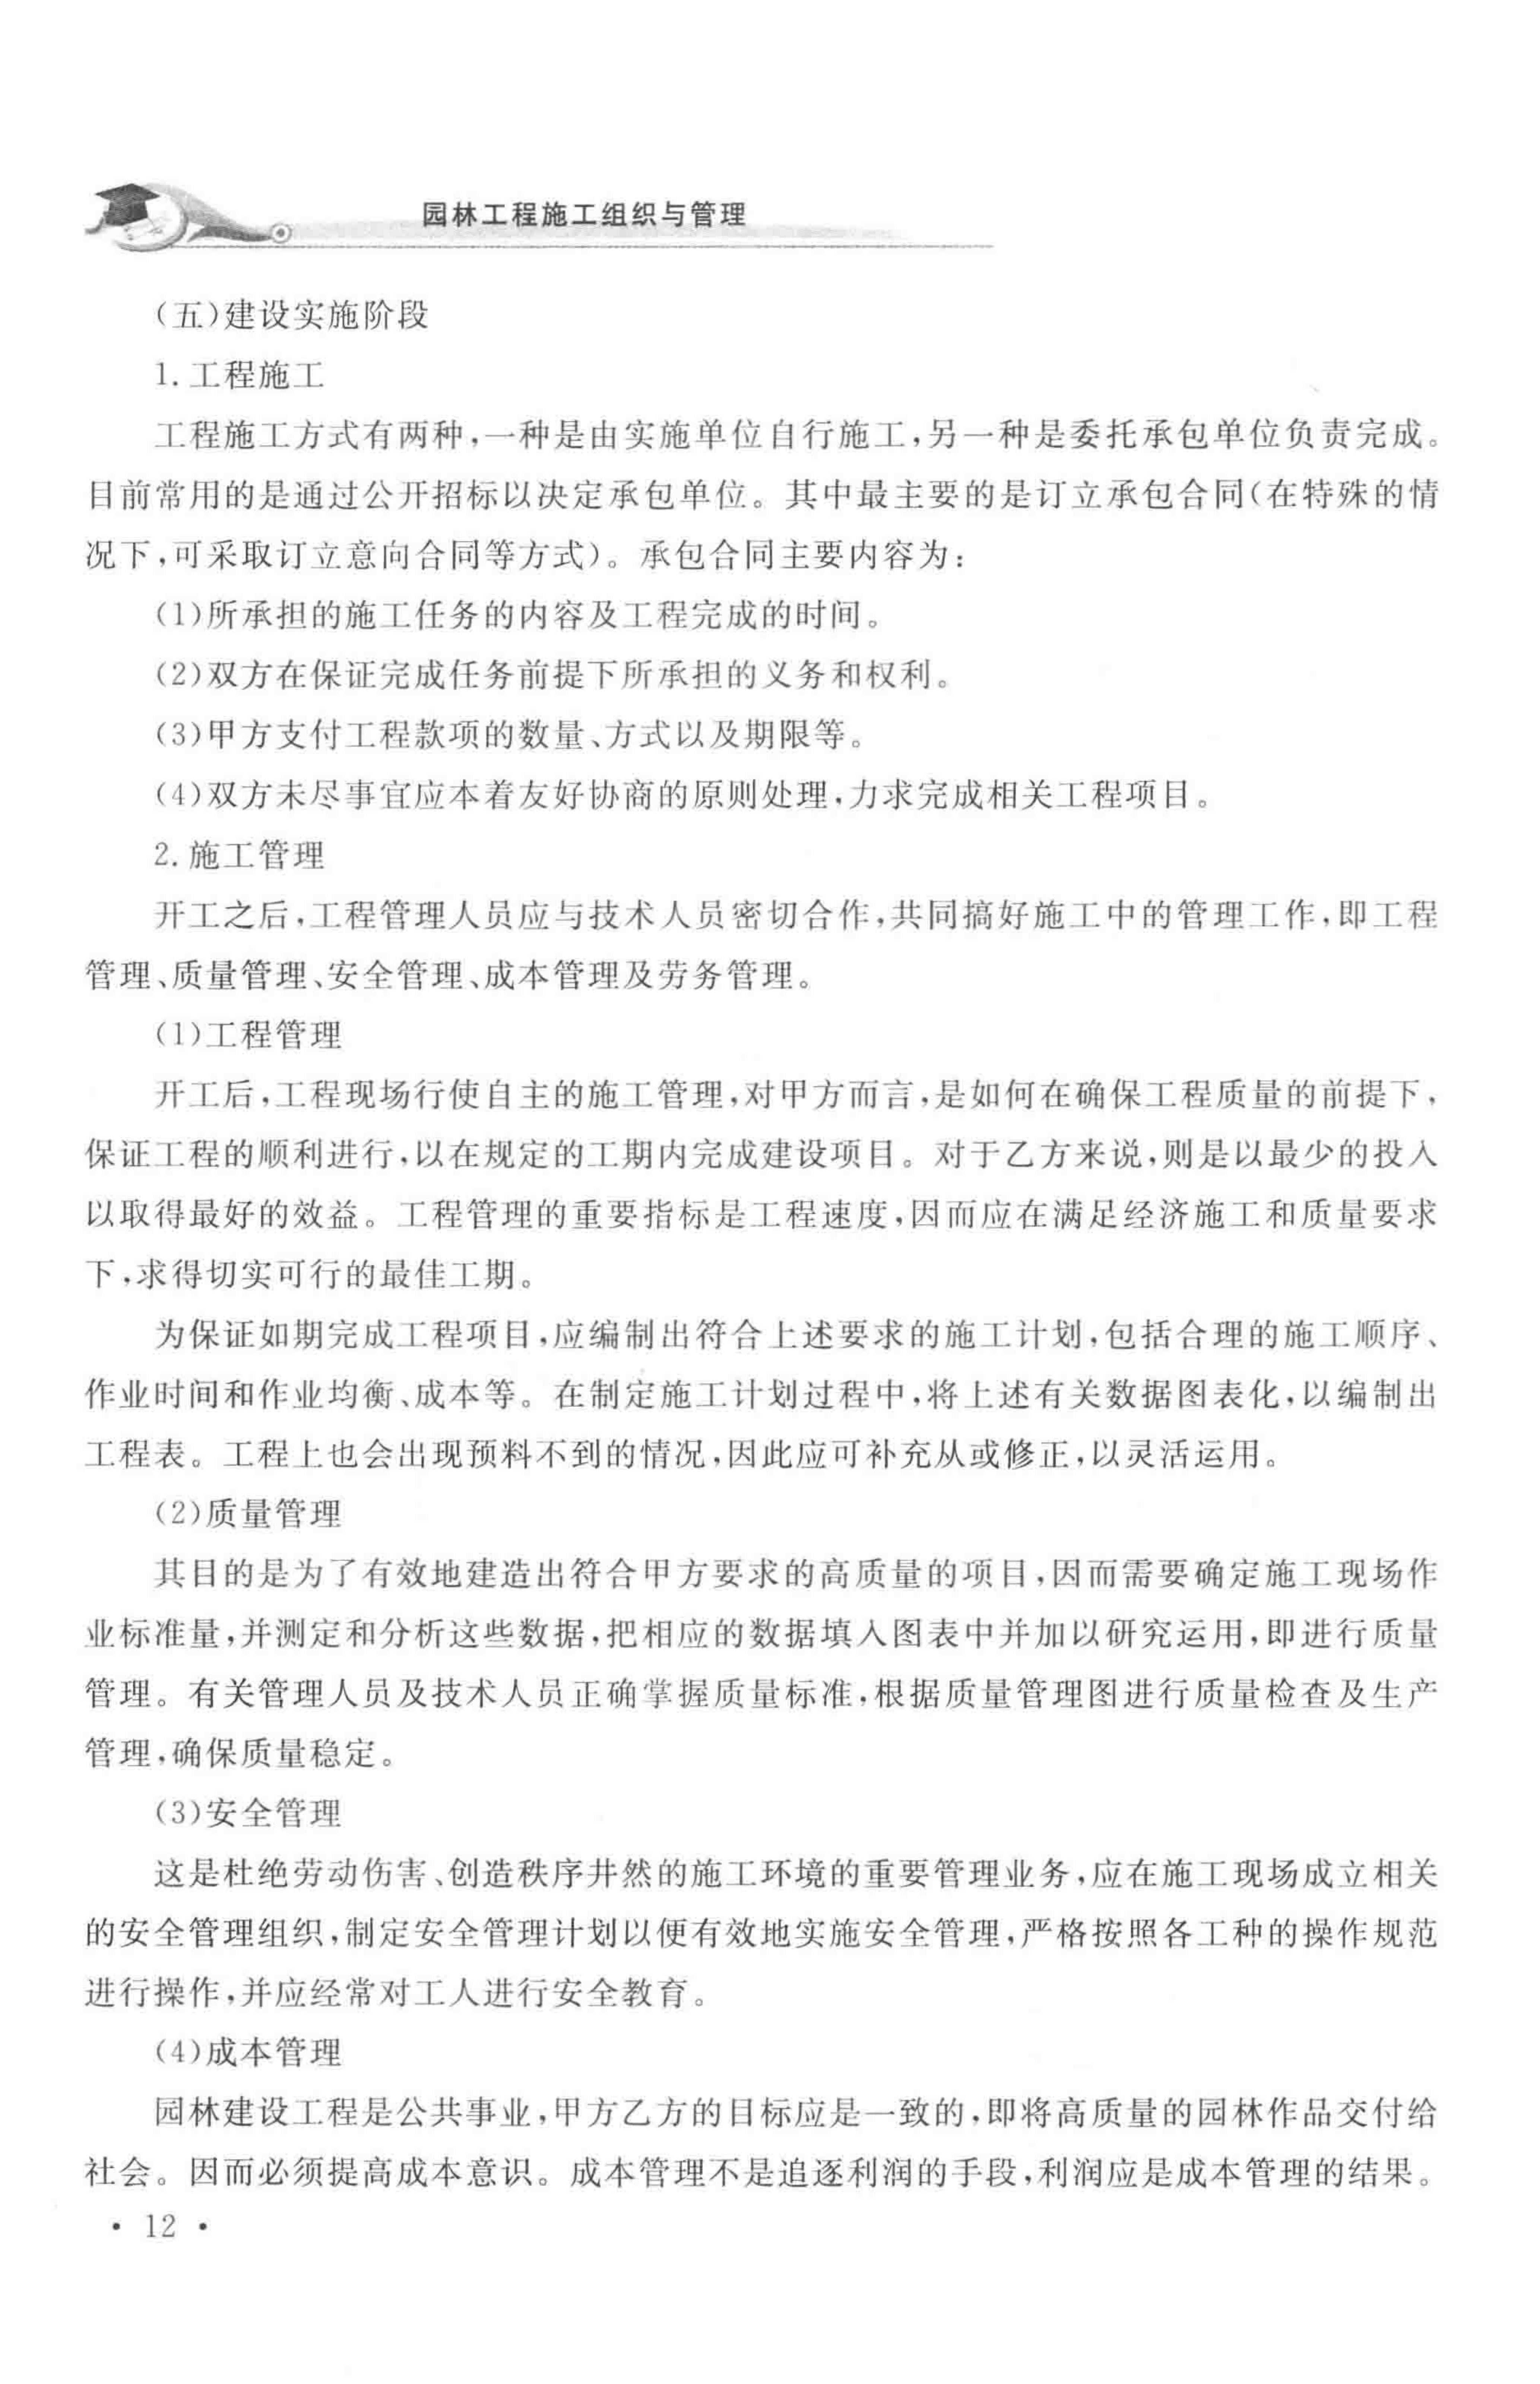 园林工程施工组织与管理
(五)建设实施阶段
1. 工程施工
工程施工方式有两种,一种是由实施单位自行施工,另一种是委托承包单位负责完成。
目前常用的是通过公开招标以决定承包单位。其中最主要的是订立承包合同(在特殊的情
况下,可采取订立意向合同等方式)。承包合同主要内容为:
(1)所承担的施工任务的内容及工程完成的时间。
(2)双方在保证完成任务前提下所承担的义务和权利。
(3)甲方支付工程款项的数量、方式以及期限等。
(4)双方未尽事宜应本着友好协商的原则处理,力求完成相关工程项目。
2. 施工管理
开工之后,工程管理人员应与技术人员密切合作,共同搞好施工中的管理工作,即工程
管理、质量管理、安全管理、成本管理及劳务管理。
(1)工程管理
开工后,工程现场行使自主的施工管理,对甲方而言,是如何在确保工程质量的前提下,
保证工程的顺利进行,以在规定的工期内完成建设项目。对于乙方来说,则是以最少的投入
以取得最好的效益。工程管理的重要指标是工程速度,因而应在满足经济施工和质量要求
下,求得切实可行的最佳工期。
为保证如期完成工程项目,应编制出符合上述要求的施工计划,包括合理的施工顺序、
作业时间和作业均衡、成本等。在制定施工计划过程中,将上述有关数据图表化,以编制出
工程表。工程上也会出现预料不到的情况,因此应可补充从或修正,以灵活运用。
(2)质量管理
其目的是为了有效地建造出符合甲方要求的高质量的项目,因而需要确定施工现场作
业标准量,并测定和分析这些数据,把相应的数据填入图表中并加以研究运用,即进行质量
管理。有关管理人员及技术人员正确掌握质量标准,根据质量管理图进行质量检查及生产
管理,确保质量稳定。
(3)安全管理
这是杜绝劳动伤害、创造秩序井然的施工环境的重要管理业务,应在施工现场成立相关
的安全管理组织,制定安全管理计划以便有效地实施安全管理,严格按照各工种的操作规范
进行操作,并应经常对工人进行安全教育。
(4)成本管理
园林建设工程是公共事业,甲方乙方的目标应是一致的,即将高质量的园林作品交付给
社会。因而必须提高成本意识。成本管理不是追逐利润的手段,利润应是成本管理的结果。
• 12 •